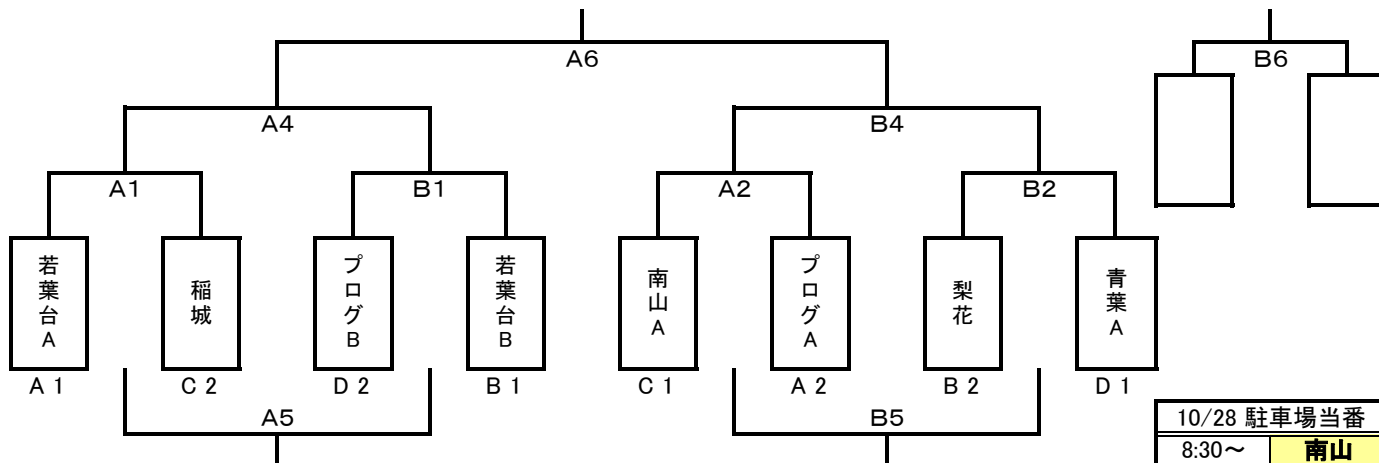 A6
B6
A4
B4
A1
B1
A2
B2
若葉台A
稲城
プログB
若葉台B
南山A
プログA
梨花
青葉A
A 1
C 2
D 2
B 1
C 1
A 2
B 2
D 1
A5
B5
10/28 駐車場当番
8:30～ 南山